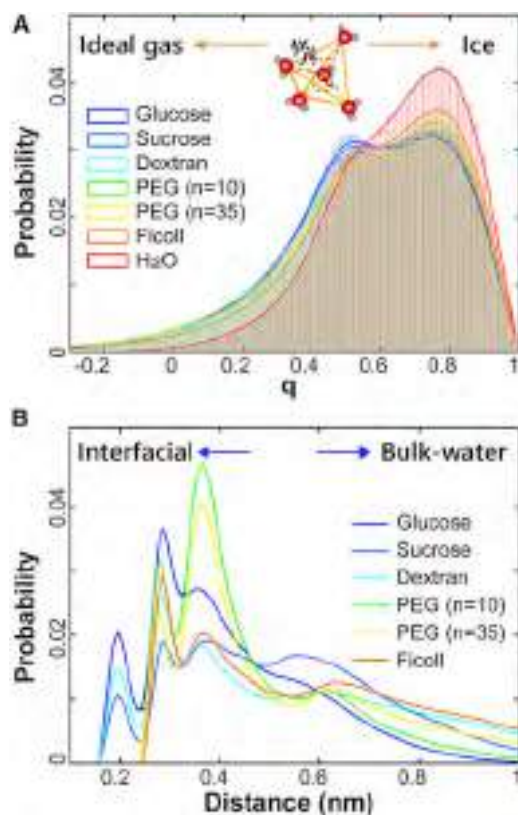 A
Ideal gas
Ice
Probability
0
0.02
0.04
Glucose
Sucrose
Dextran
PEG (n=10)
PEG (n=35)
Ficoll
H₂O
-0.2
0
0.2
0.4
0.6
0.8
1
q
B
Interfacial
Bulk-water
Probability
0
0.02
0.04
Glucose
Sucrose
Dextran
PEG (n=10)
PEG (n=35)
Ficoll
0.2
0.4
0.6
0.8
1
Distance (nm)